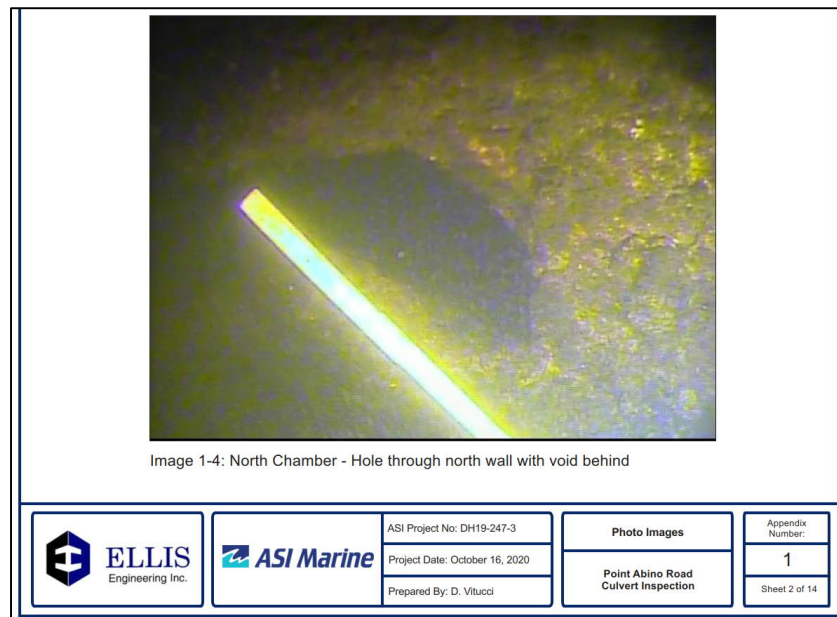 Image 1-4: North Chamber - Hole through north wall with void behind
ELLIS
Engineering Inc.
ASI Marine
ASI Project No: DH19-247-3
Project Date: October 16, 2020
Prepared By: D. Vitucci
Photo Images
Point Abino Road
Culvert Inspection
Appendix
Number:
1
Sheet 2 of 14